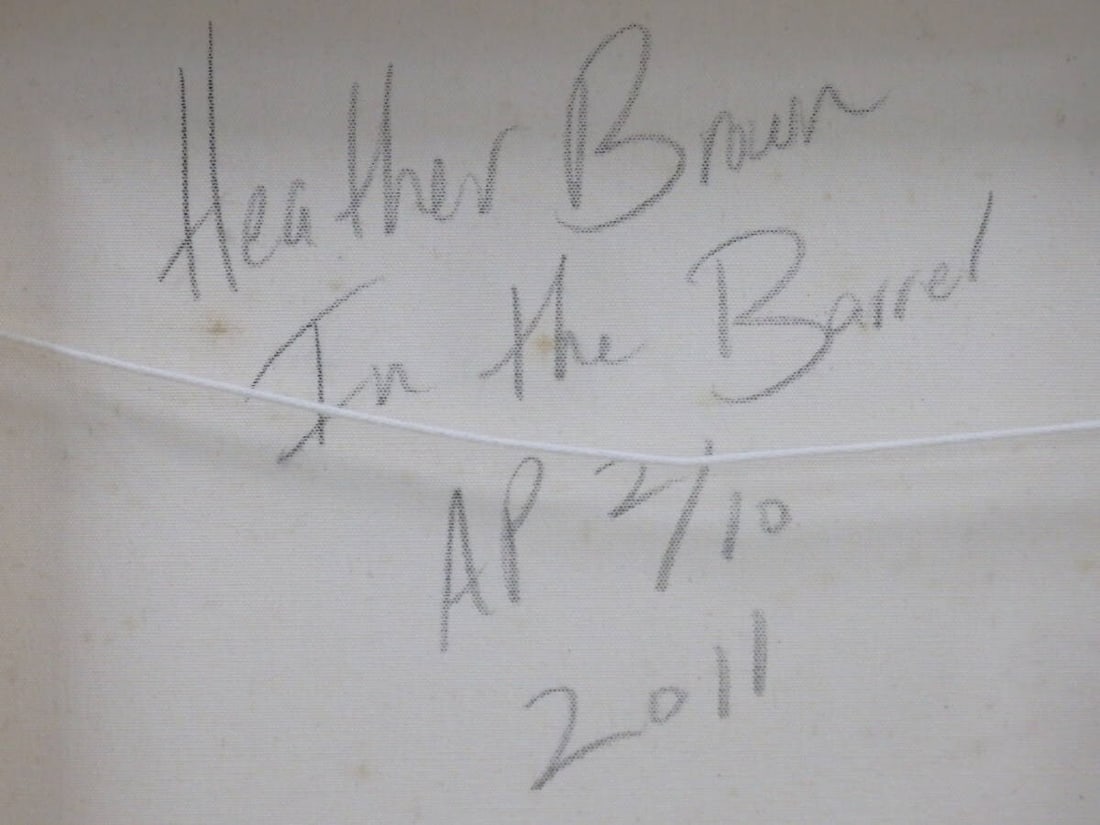 Heather Brown
In the Barrel
AP 2/10
2011